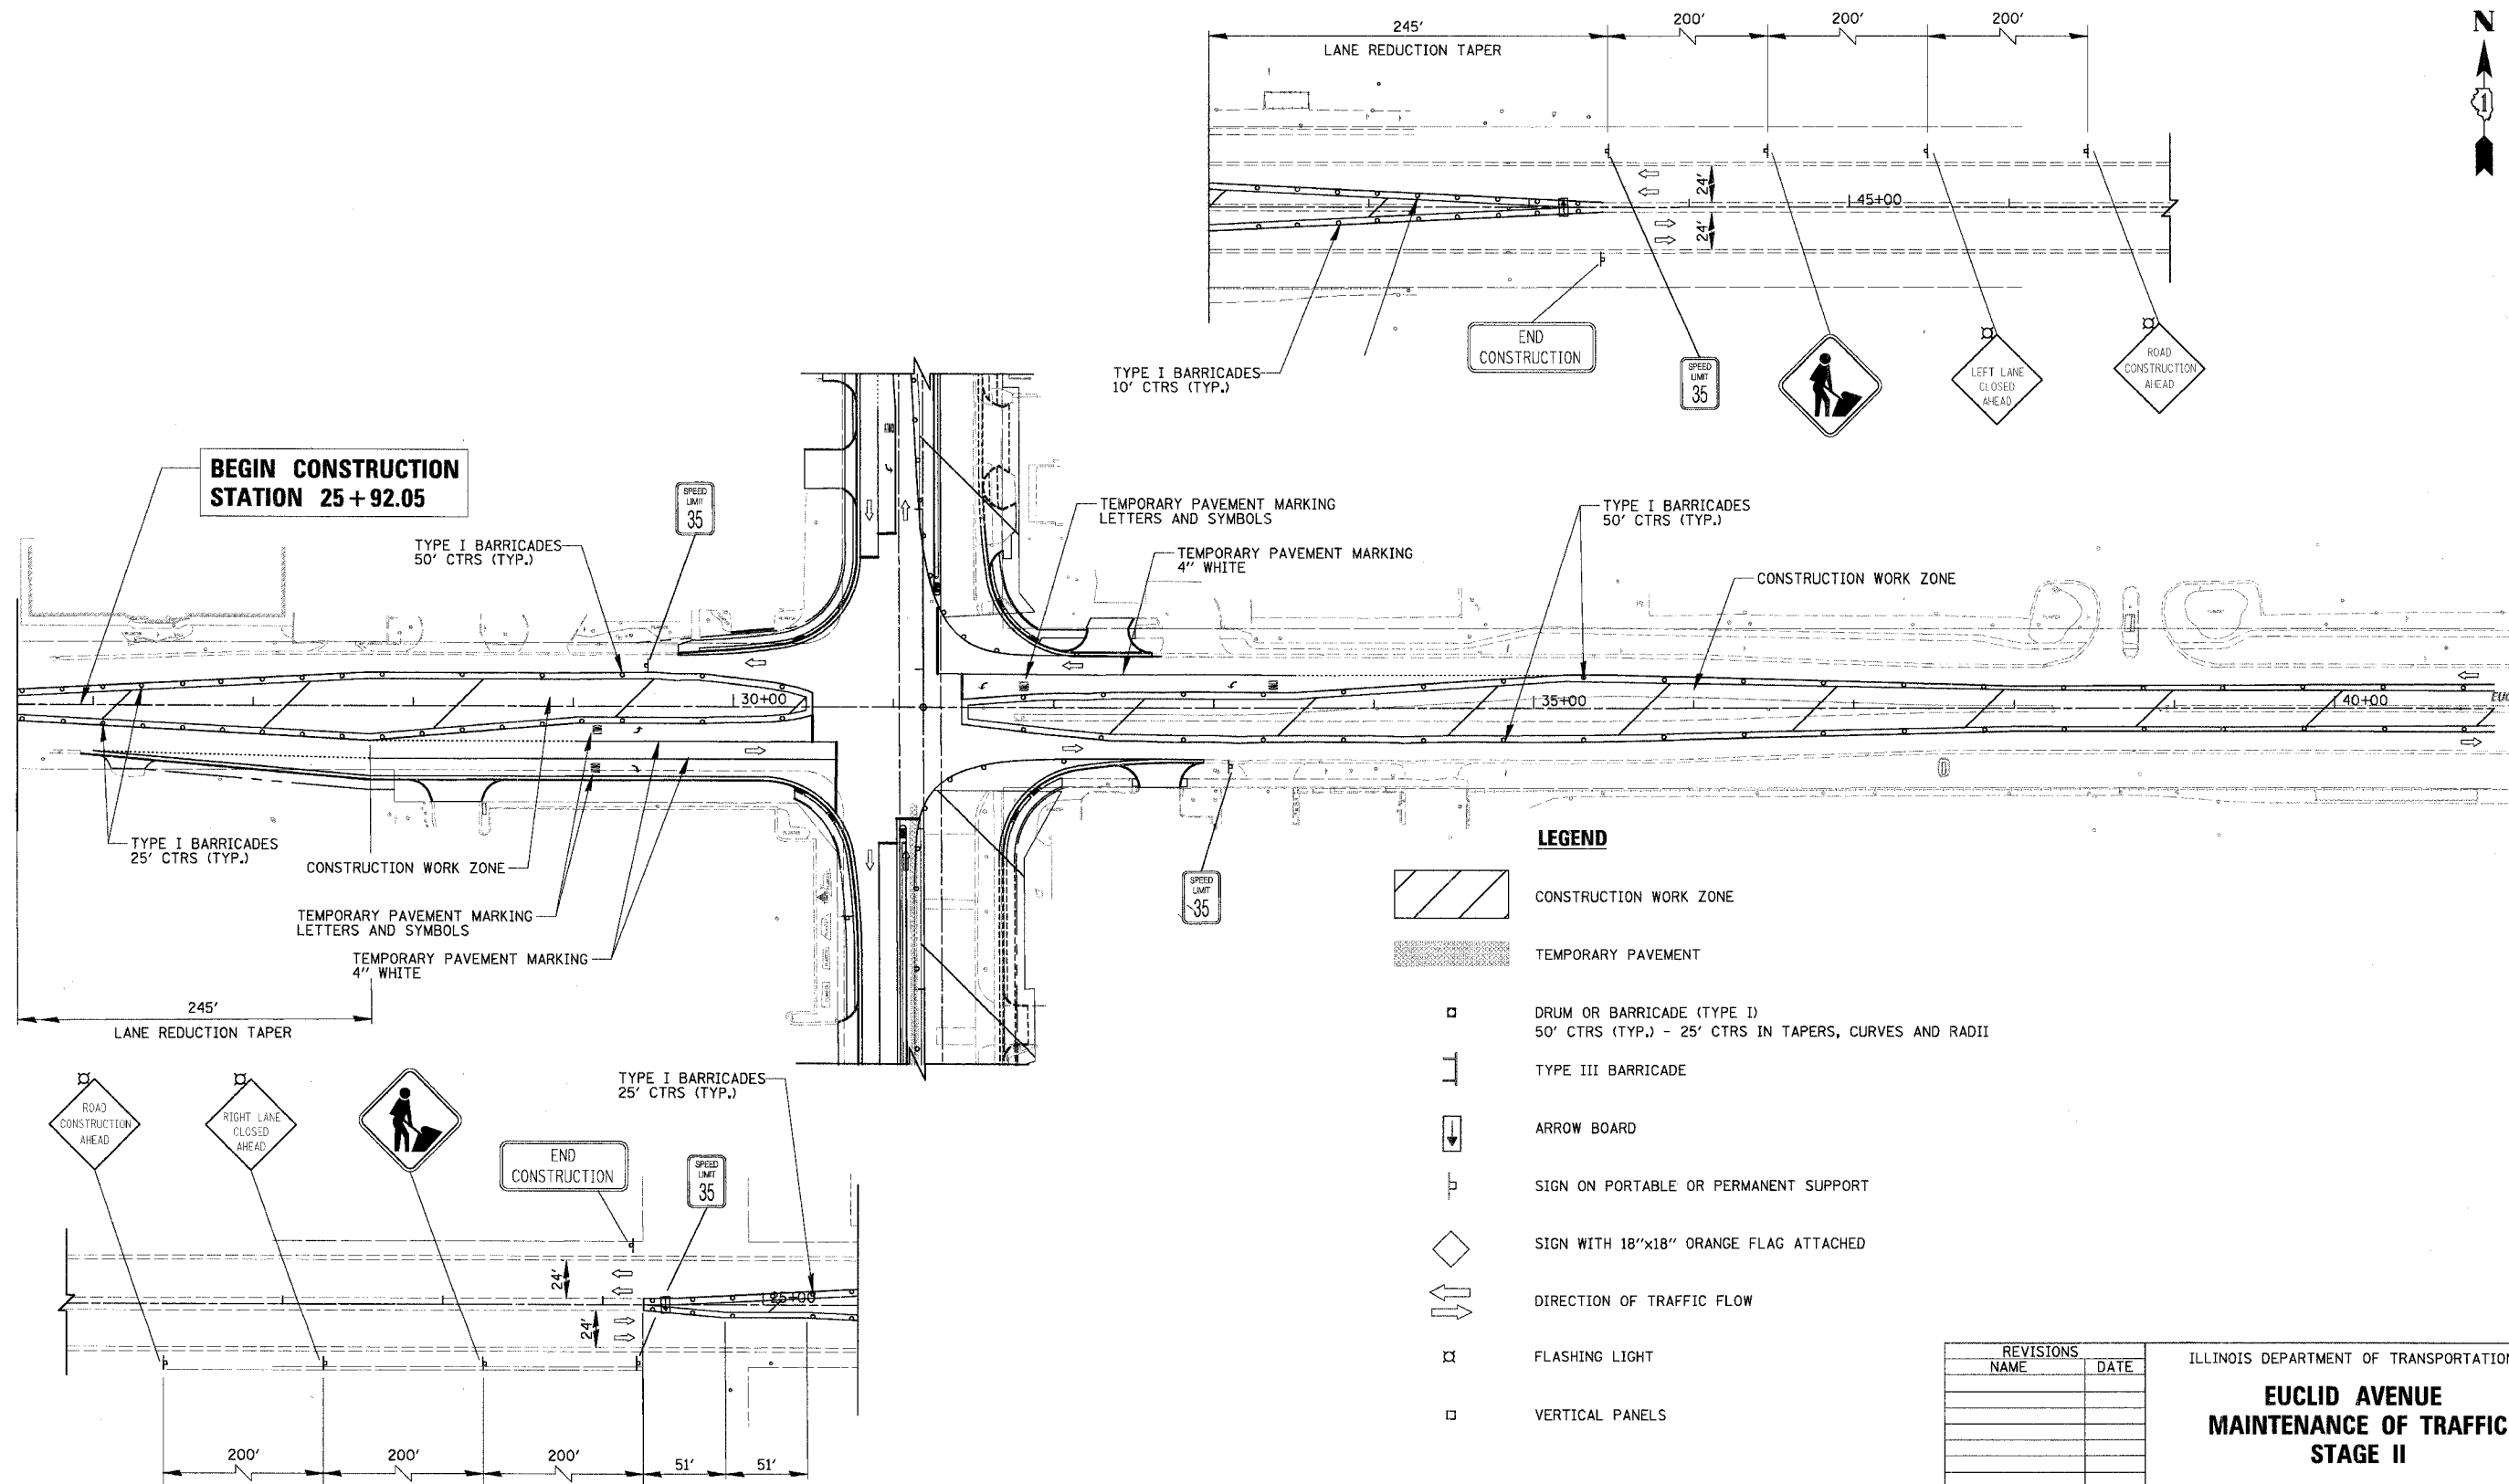 245'
LANE REDUCTION TAPER
200'
200'
200'
N
1
24'
24'
45+00
TYPE I BARRICADES
10' CTRS (TYP.)
END
CONSTRUCTION
SPEED
LIMIT
35
LEFT LANE
CLOSED
AHEAD
ROAD
CONSTRUCTION
AHEAD
BEGIN CONSTRUCTION
STATION 25+92.05
SPEED
LIMIT
35
TYPE I BARRICADES
50' CTRS (TYP.)
TEMPORARY PAVEMENT MARKING
LETTERS AND SYMBOLS
TEMPORARY PAVEMENT MARKING
4" WHITE
TYPE I BARRICADES
50' CTRS (TYP.)
CONSTRUCTION WORK ZONE
30+00
35+00
40+00
TYPE I BARRICADES
25' CTRS (TYP.)
CONSTRUCTION WORK ZONE
TEMPORARY PAVEMENT MARKING
LETTERS AND SYMBOLS
TEMPORARY PAVEMENT MARKING
4" WHITE
SPEED
LIMIT
35
245'
LANE REDUCTION TAPER
LEGEND
CONSTRUCTION WORK ZONE
TEMPORARY PAVEMENT
DRUM OR BARRICADE (TYPE I)
50' CTRS (TYP.) - 25' CTRS IN TAPERS, CURVES AND RADII
TYPE III BARRICADE
ARROW BOARD
SIGN ON PORTABLE OR PERMANENT SUPPORT
SIGN WITH 18"x18" ORANGE FLAG ATTACHED
DIRECTION OF TRAFFIC FLOW
FLASHING LIGHT
VERTICAL PANELS
ROAD
CONSTRUCTION
AHEAD
RIGHT LANE
CLOSED
AHEAD
END
CONSTRUCTION
SPEED
LIMIT
35
TYPE I BARRICADES
25' CTRS (TYP.)
24'
24'
25+00
200'
200'
200'
51'
51'
REVISIONS
NAME DATE
ILLINOIS DEPARTMENT OF TRANSPORTATION
EUCLID AVENUE
MAINTENANCE OF TRAFFIC
STAGE II